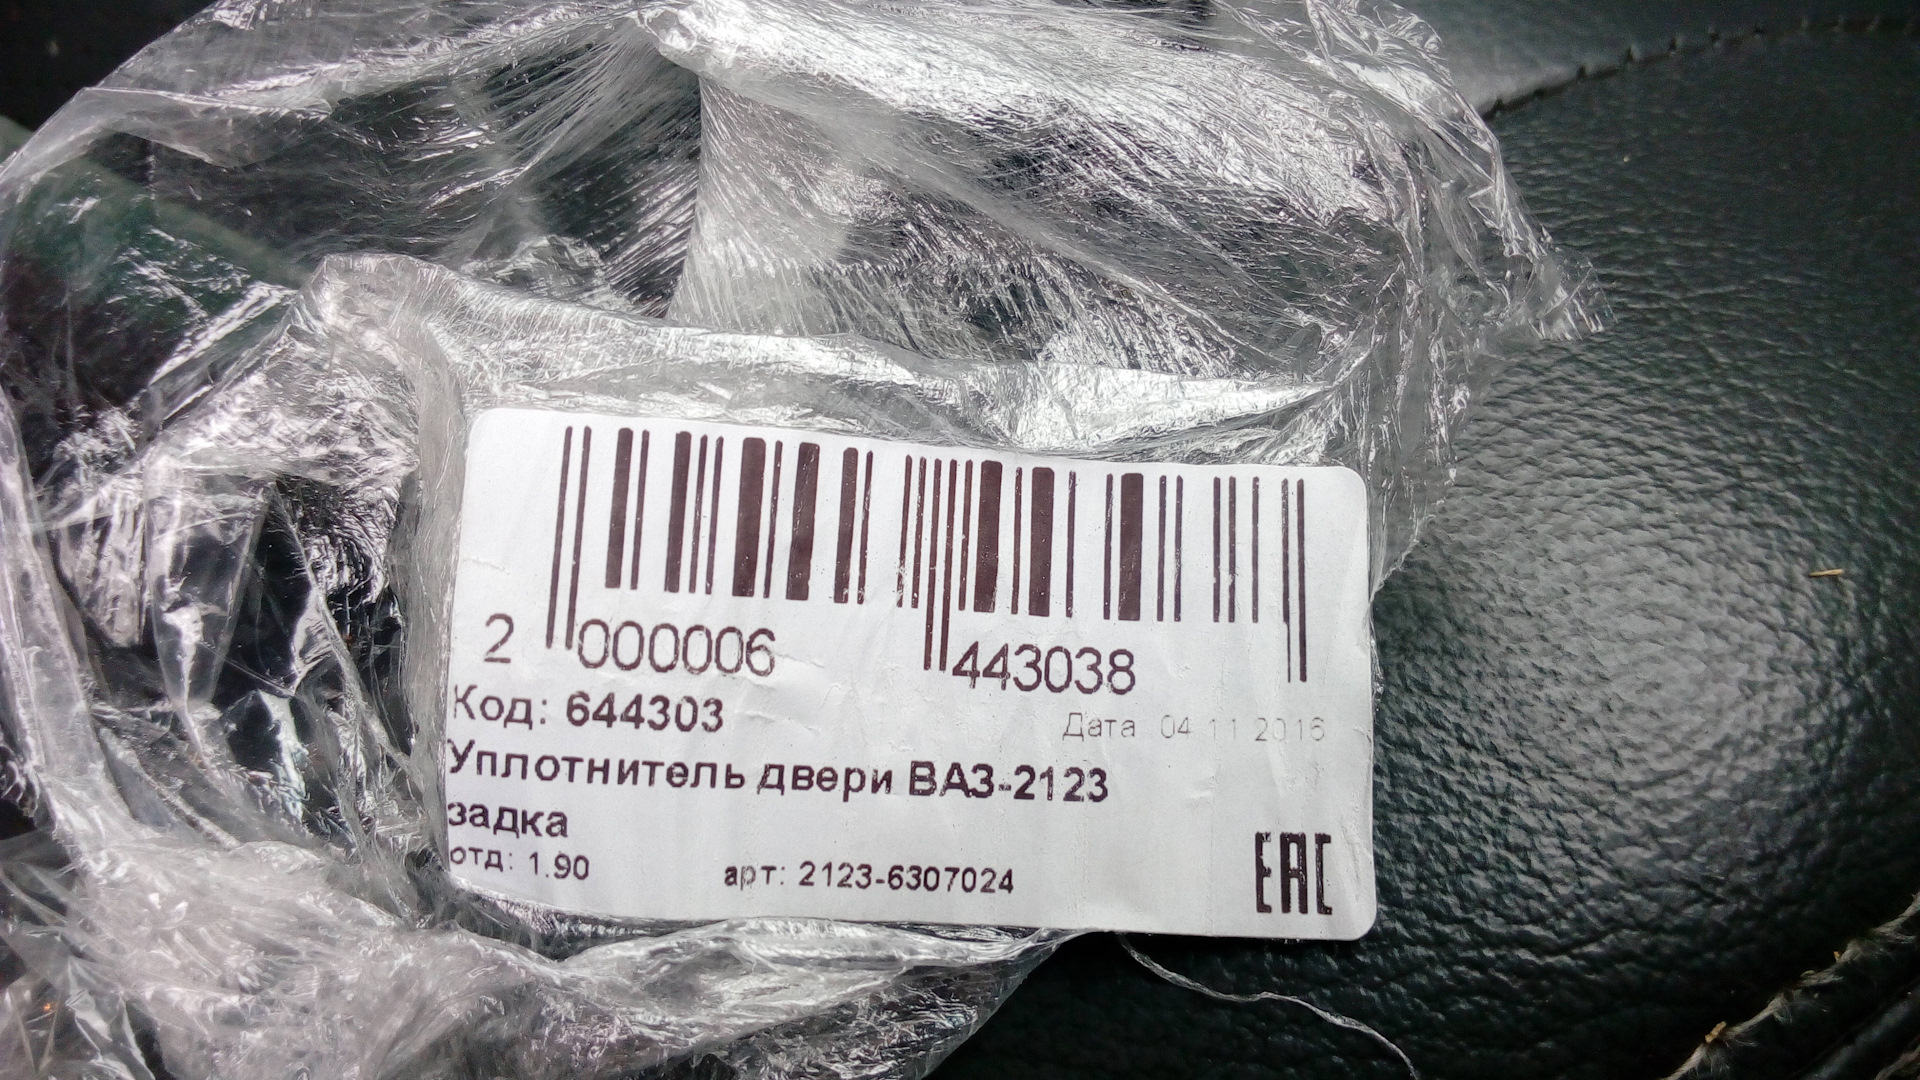 2 000006 443038
Код: 644303
Дата 04 11 2016
Уплотнитель двери ВАЗ-2123
задка
отд: 1.90 арт: 2123-6307024
EAC